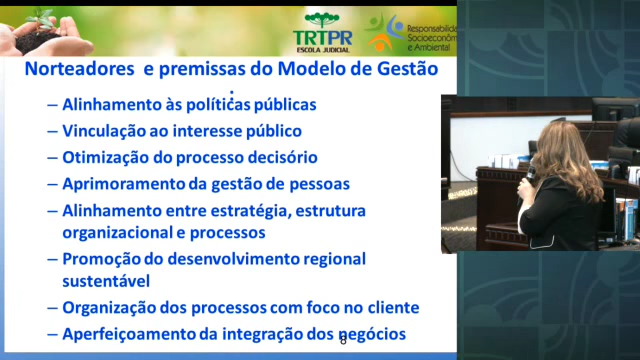 TRTPR
ESCOLA JUDICIAL
Responsabilidade
Socioeconôm
e Ambiental
Norteadores e premissas do Modelo de Gestão
:
– Alinhamento às políticas públicas
– Vinculação ao interesse público
– Otimização do processo decisório
– Aprimoramento da gestão de pessoas
– Alinhamento entre estratégia, estrutura
organizacional e processos
– Promoção do desenvolvimento regional
sustentável
– Organização dos processos com foco no cliente
– Aperfeiçoamento da integração dos negócios
8